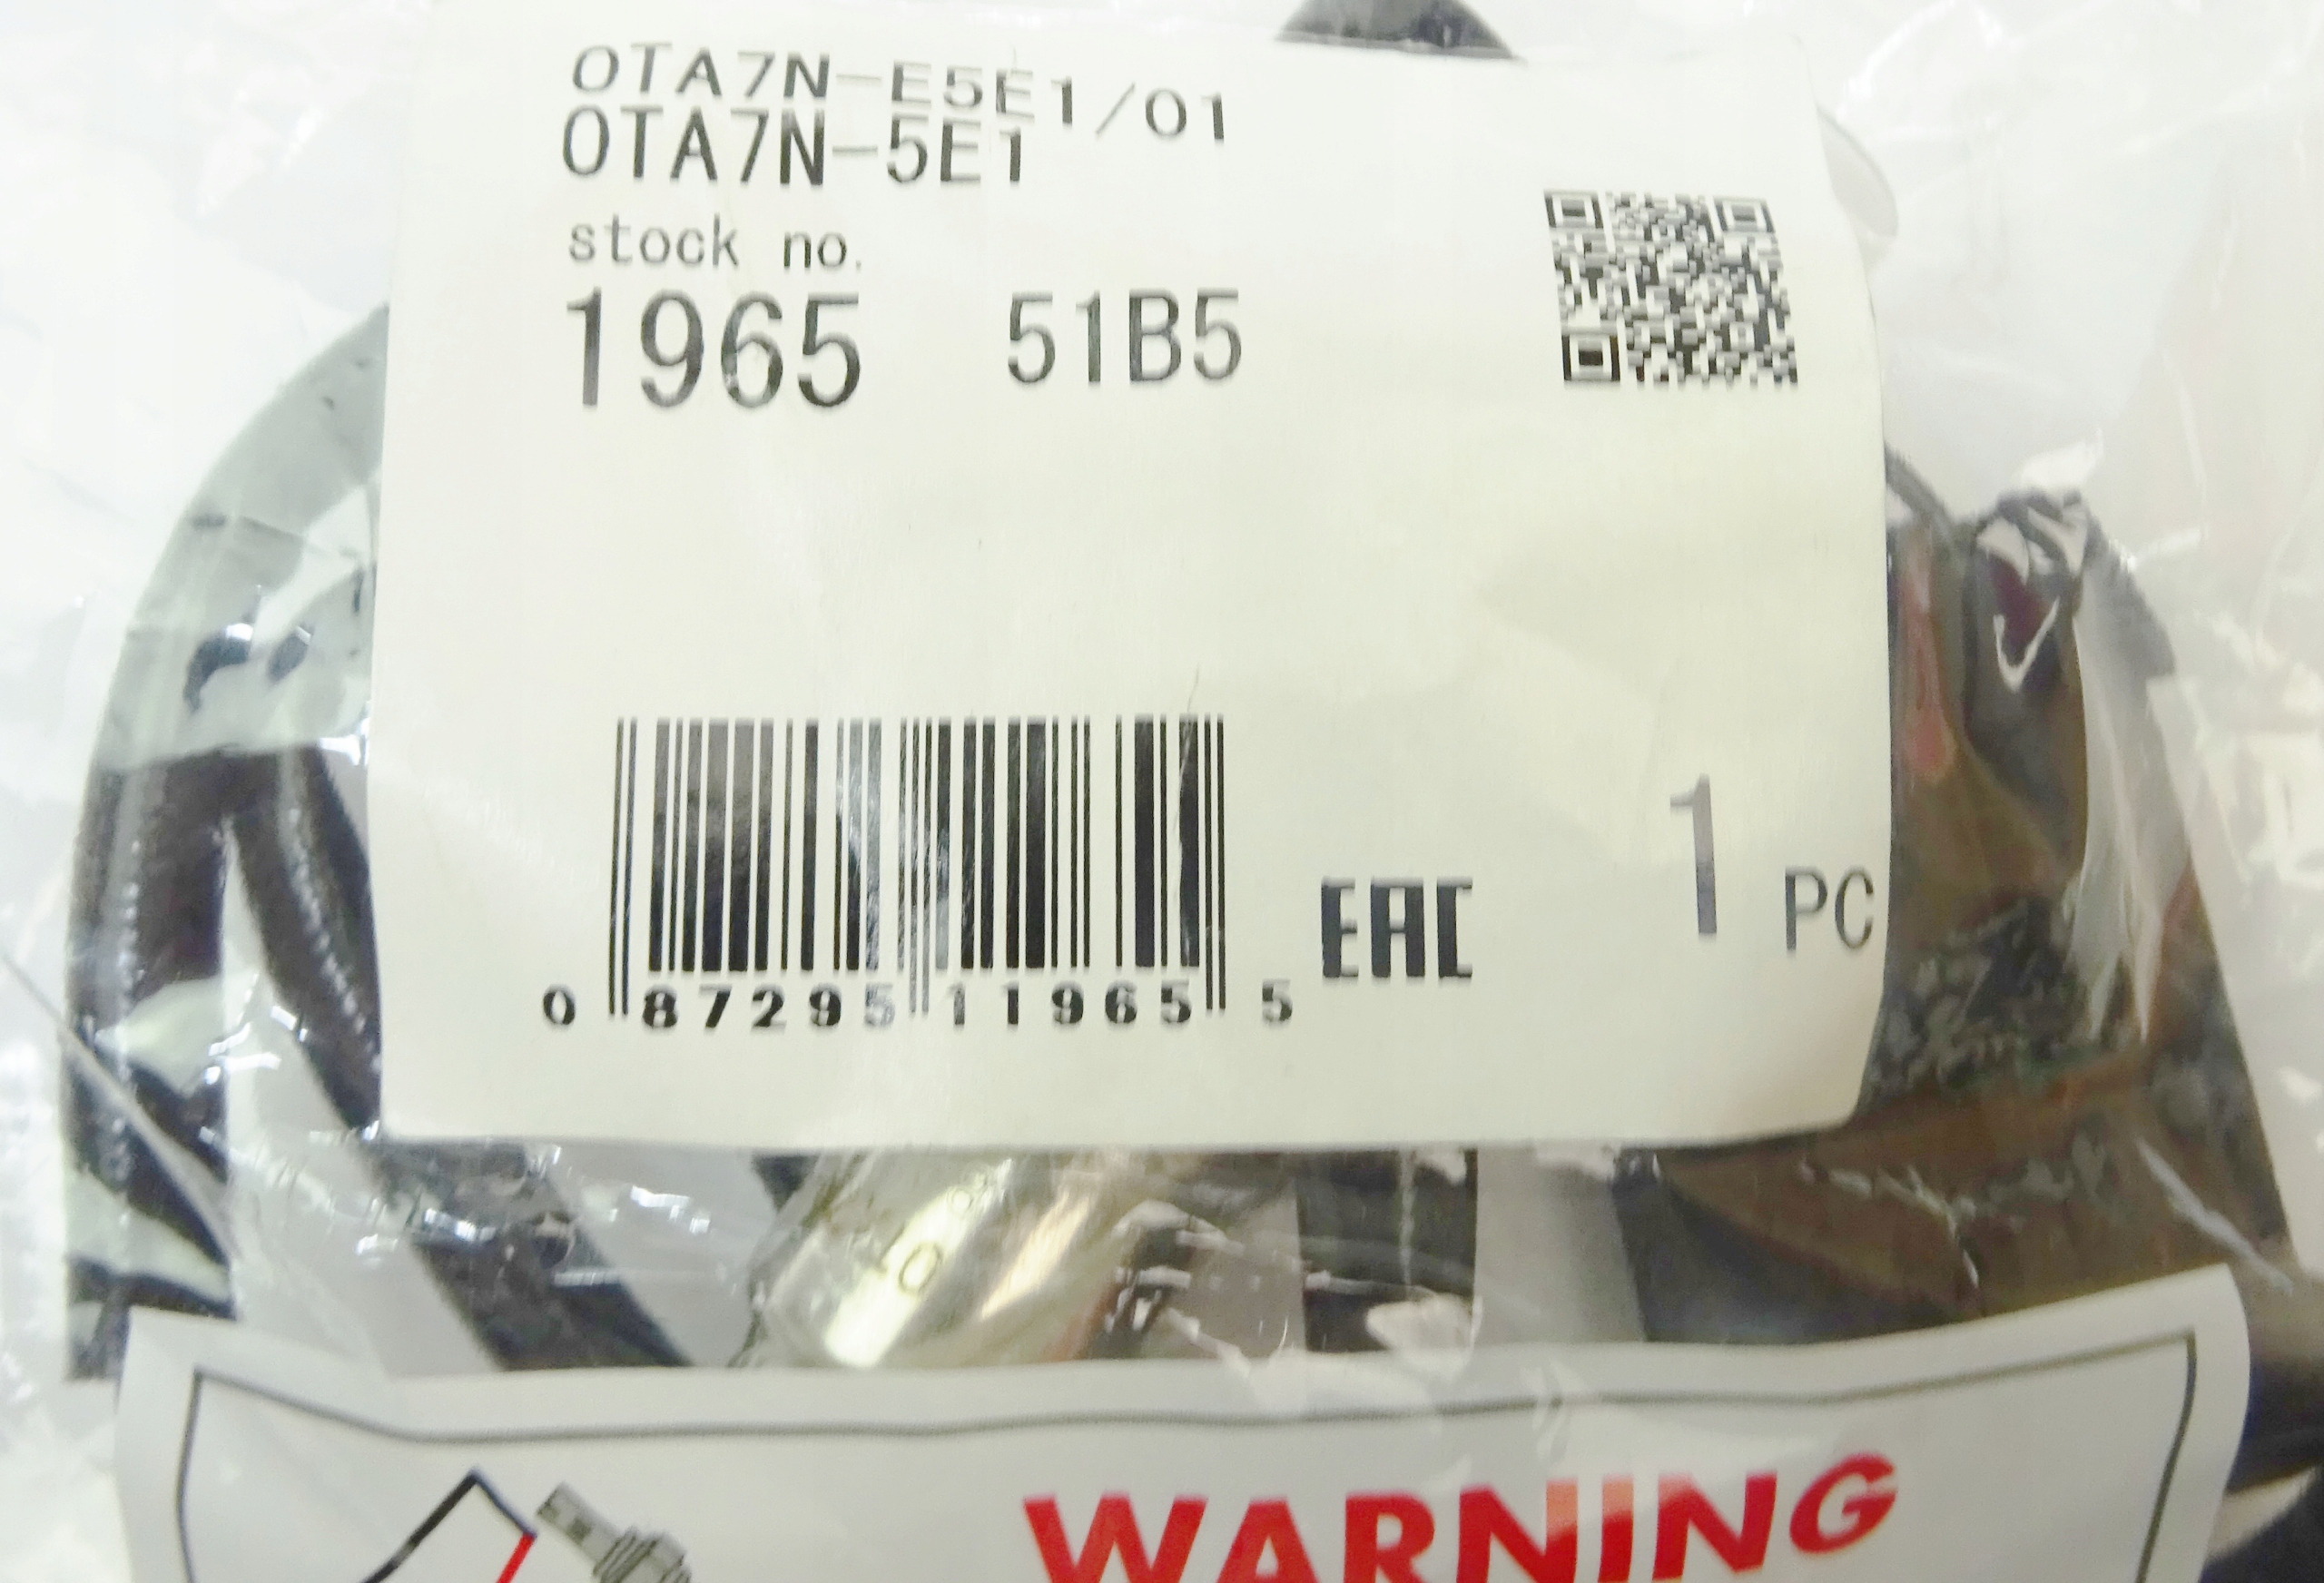 OTA7N-E5E1/01
OTA7N-5E1
stock no.
1965 51B5
0 87295 11965 5
EAC
1 PC
WARNING